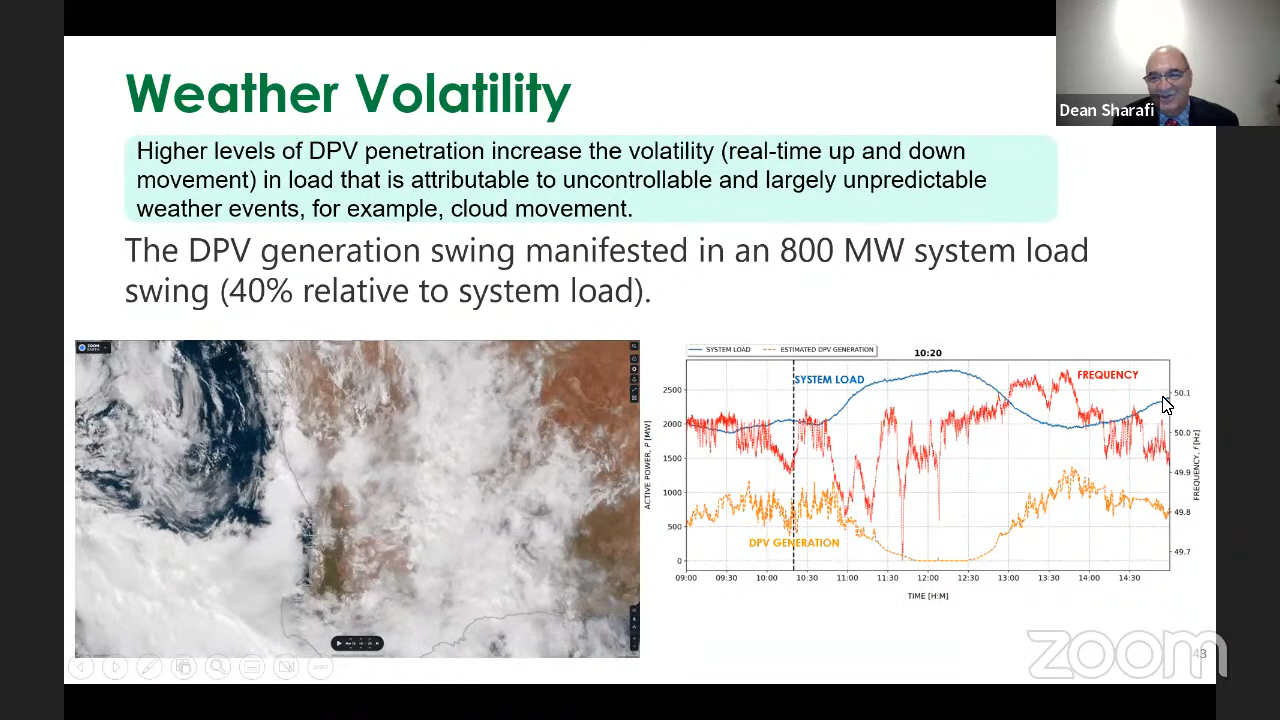 Dean Sharafi
Weather Volatility
Higher levels of DPV penetration increase the volatility (real-time up and down
movement) in load that is attributable to uncontrollable and largely unpredictable
weather events, for example, cloud movement.
The DPV generation swing manifested in an 800 MW system load
swing (40% relative to system load).
ZOOM
EARTH
SYSTEM LOAD
ESTIMATED DPV GENERATION
10:20
SYSTEM LOAD
FREQUENCY
DPV GENERATION
ACTIVE POWER, P [MW]
2500
2000
1500
1000
500
0
50.1
50.0
49.9
49.8
49.7
FREQUENCY, f [Hz]
09:00 09:30 10:00 10:30 11:00 11:30 12:00 12:30 13:00 13:30 14:00 14:30
TIME [H:M]
zoom
43